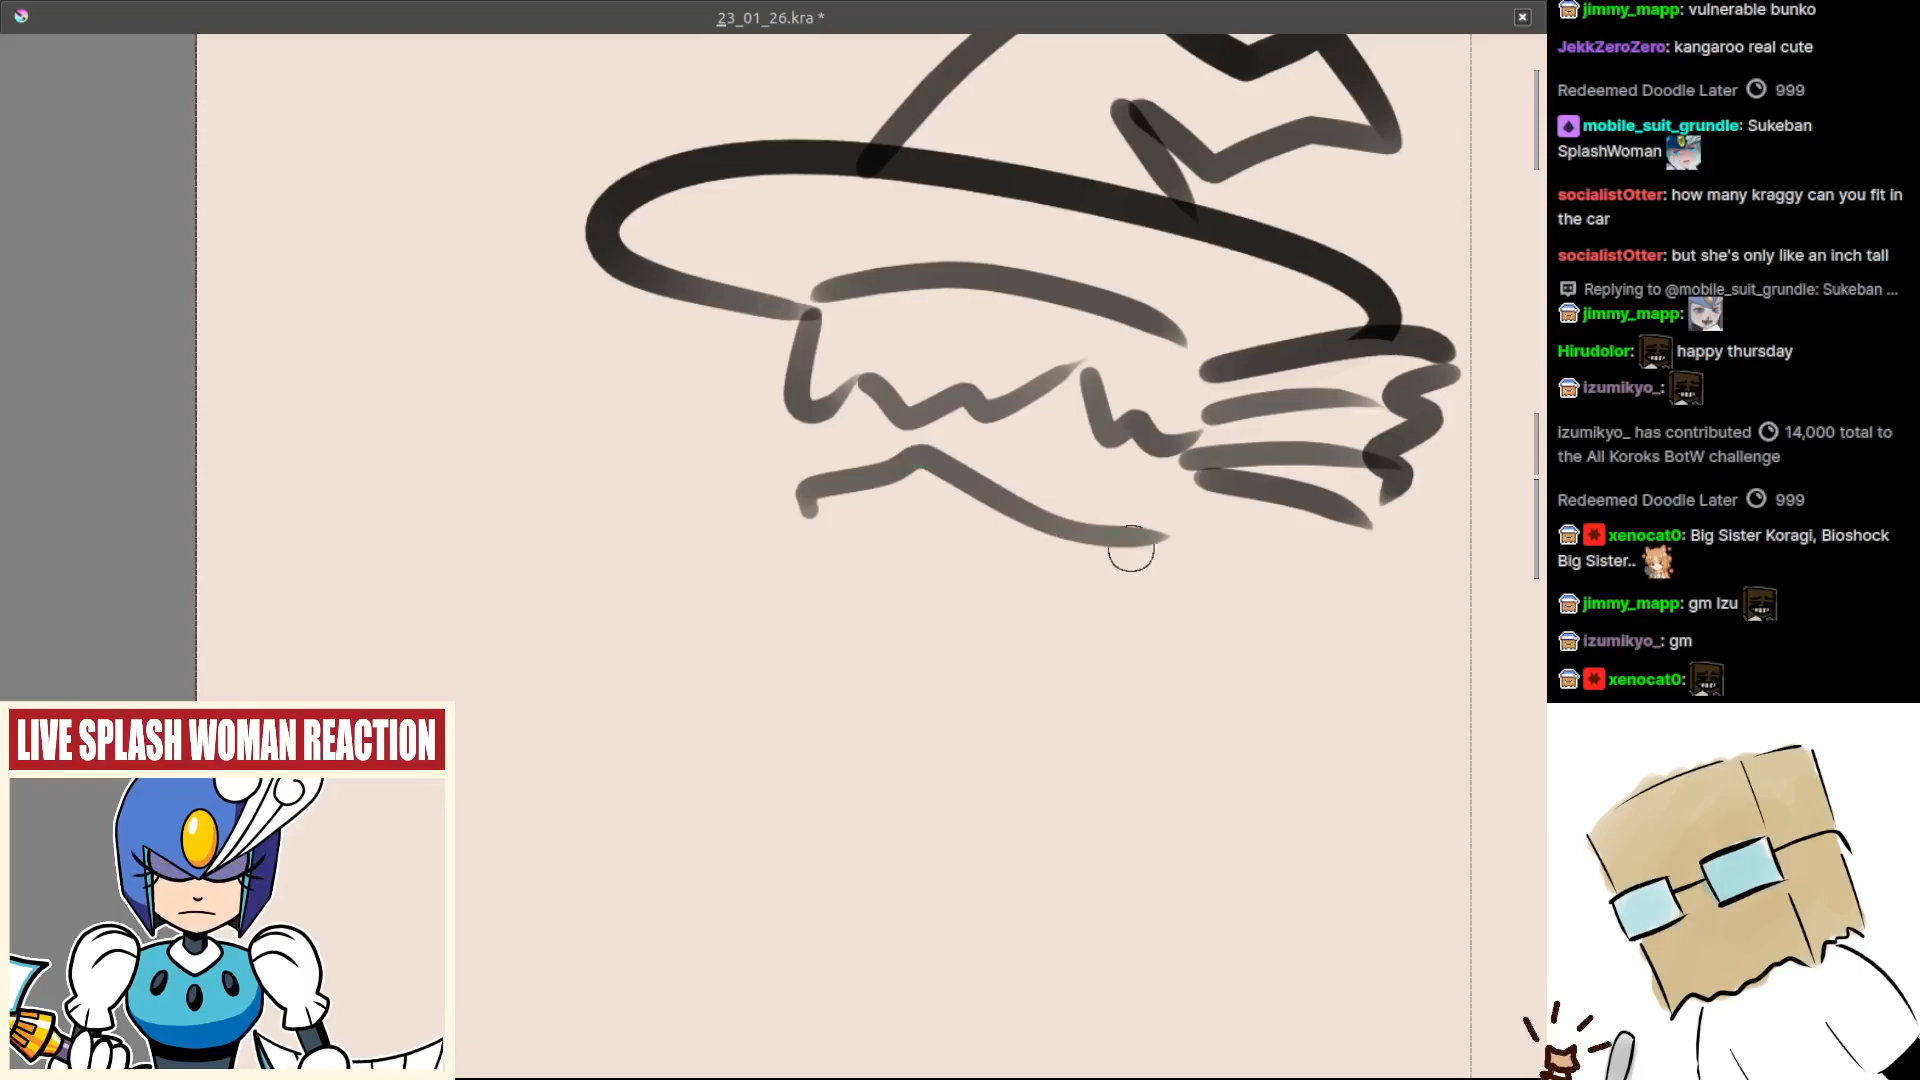 23_01_26.kra *
jimmy_mapp: vulnerable bunko
JekkZeroZero: kangaroo real cute
Redeemed Doodle Later 999
mobile_suit_grundle: Sukeban
SplashWoman
socialistOtter: how many kraggy can you fit in
the car
socialistOtter: but she's only like an inch tall
Replying to @mobile_suit_grundle: Sukeban ...
jimmy_mapp:
Hirudolor: happy thursday
izumikyo_:
izumikyo_ has contributed 14,000 total to
the All Koroks BotW challenge
Redeemed Doodle Later 999
xenocat0: Big Sister Koragi, Bioshock
Big Sister..
jimmy_mapp: gm Izu
izumikyo_: gm
xenocat0:
LIVE SPLASH WOMAN REACTION